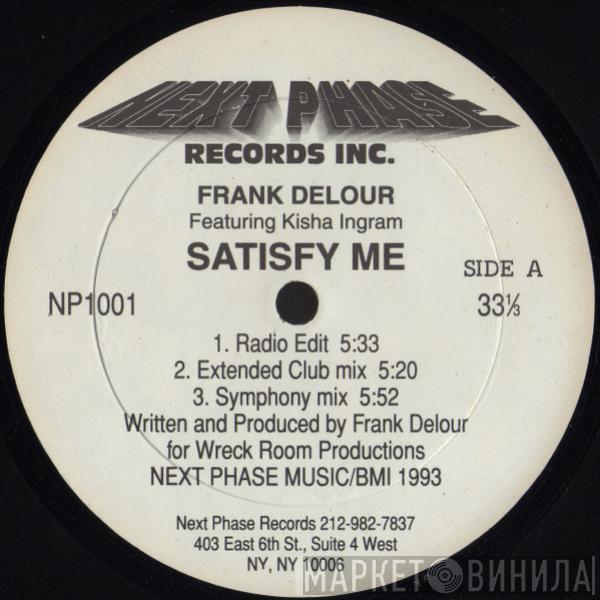 NEXT PHASE
RECORDS INC.
FRANK DELOUR
Featuring Kisha Ingram
SATISFY ME
SIDE A
NP1001
33⅓
1. Radio Edit 5:33
2. Extended Club mix 5:20
3. Symphony mix 5:52
Written and Produced by Frank Delour
for Wreck Room Productions
NEXT PHASE MUSIC/BMI 1993
Next Phase Records 212-982-7837
403 East 6th St., Suite 4 West
NY, NY 10006
МАРКЕТ ВИНИЛА